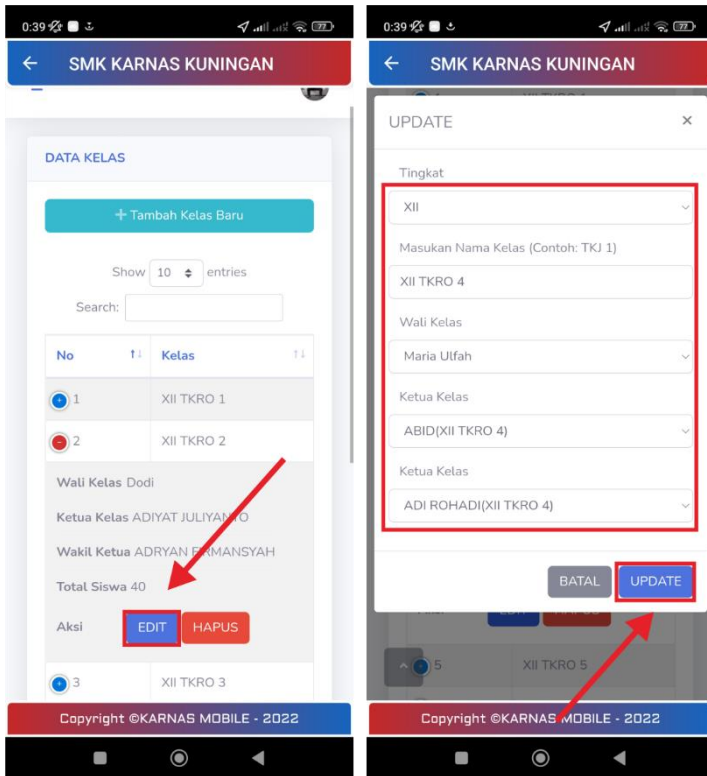 0:39
77
SMK KARNAS KUNINGAN
DATA KELAS
+ Tambah Kelas Baru
Show 10 entries
Search:
No Kelas
1 XII TKRO 1
2 XII TKRO 2
Wali Kelas Dodi
Ketua Kelas ADIYAT JULIYANTO
Wakil Ketua ADRYAN FIRMANSYAH
Total Siswa 40
Aksi EDIT HAPUS
3 XII TKRO 3
Copyright ©KARNAS MOBILE - 2022
0:39
77
SMK KARNAS KUNINGAN
UPDATE ×
Tingkat
XII
Masukan Nama Kelas (Contoh: TKJ 1)
XII TKRO 4
Wali Kelas
Maria Ulfah
Ketua Kelas
ABID(XII TKRO 4)
Ketua Kelas
ADI ROHADI(XII TKRO 4)
BATAL UPDATE
5 XII TKRO 5
Copyright ©KARNAS MOBILE - 2022